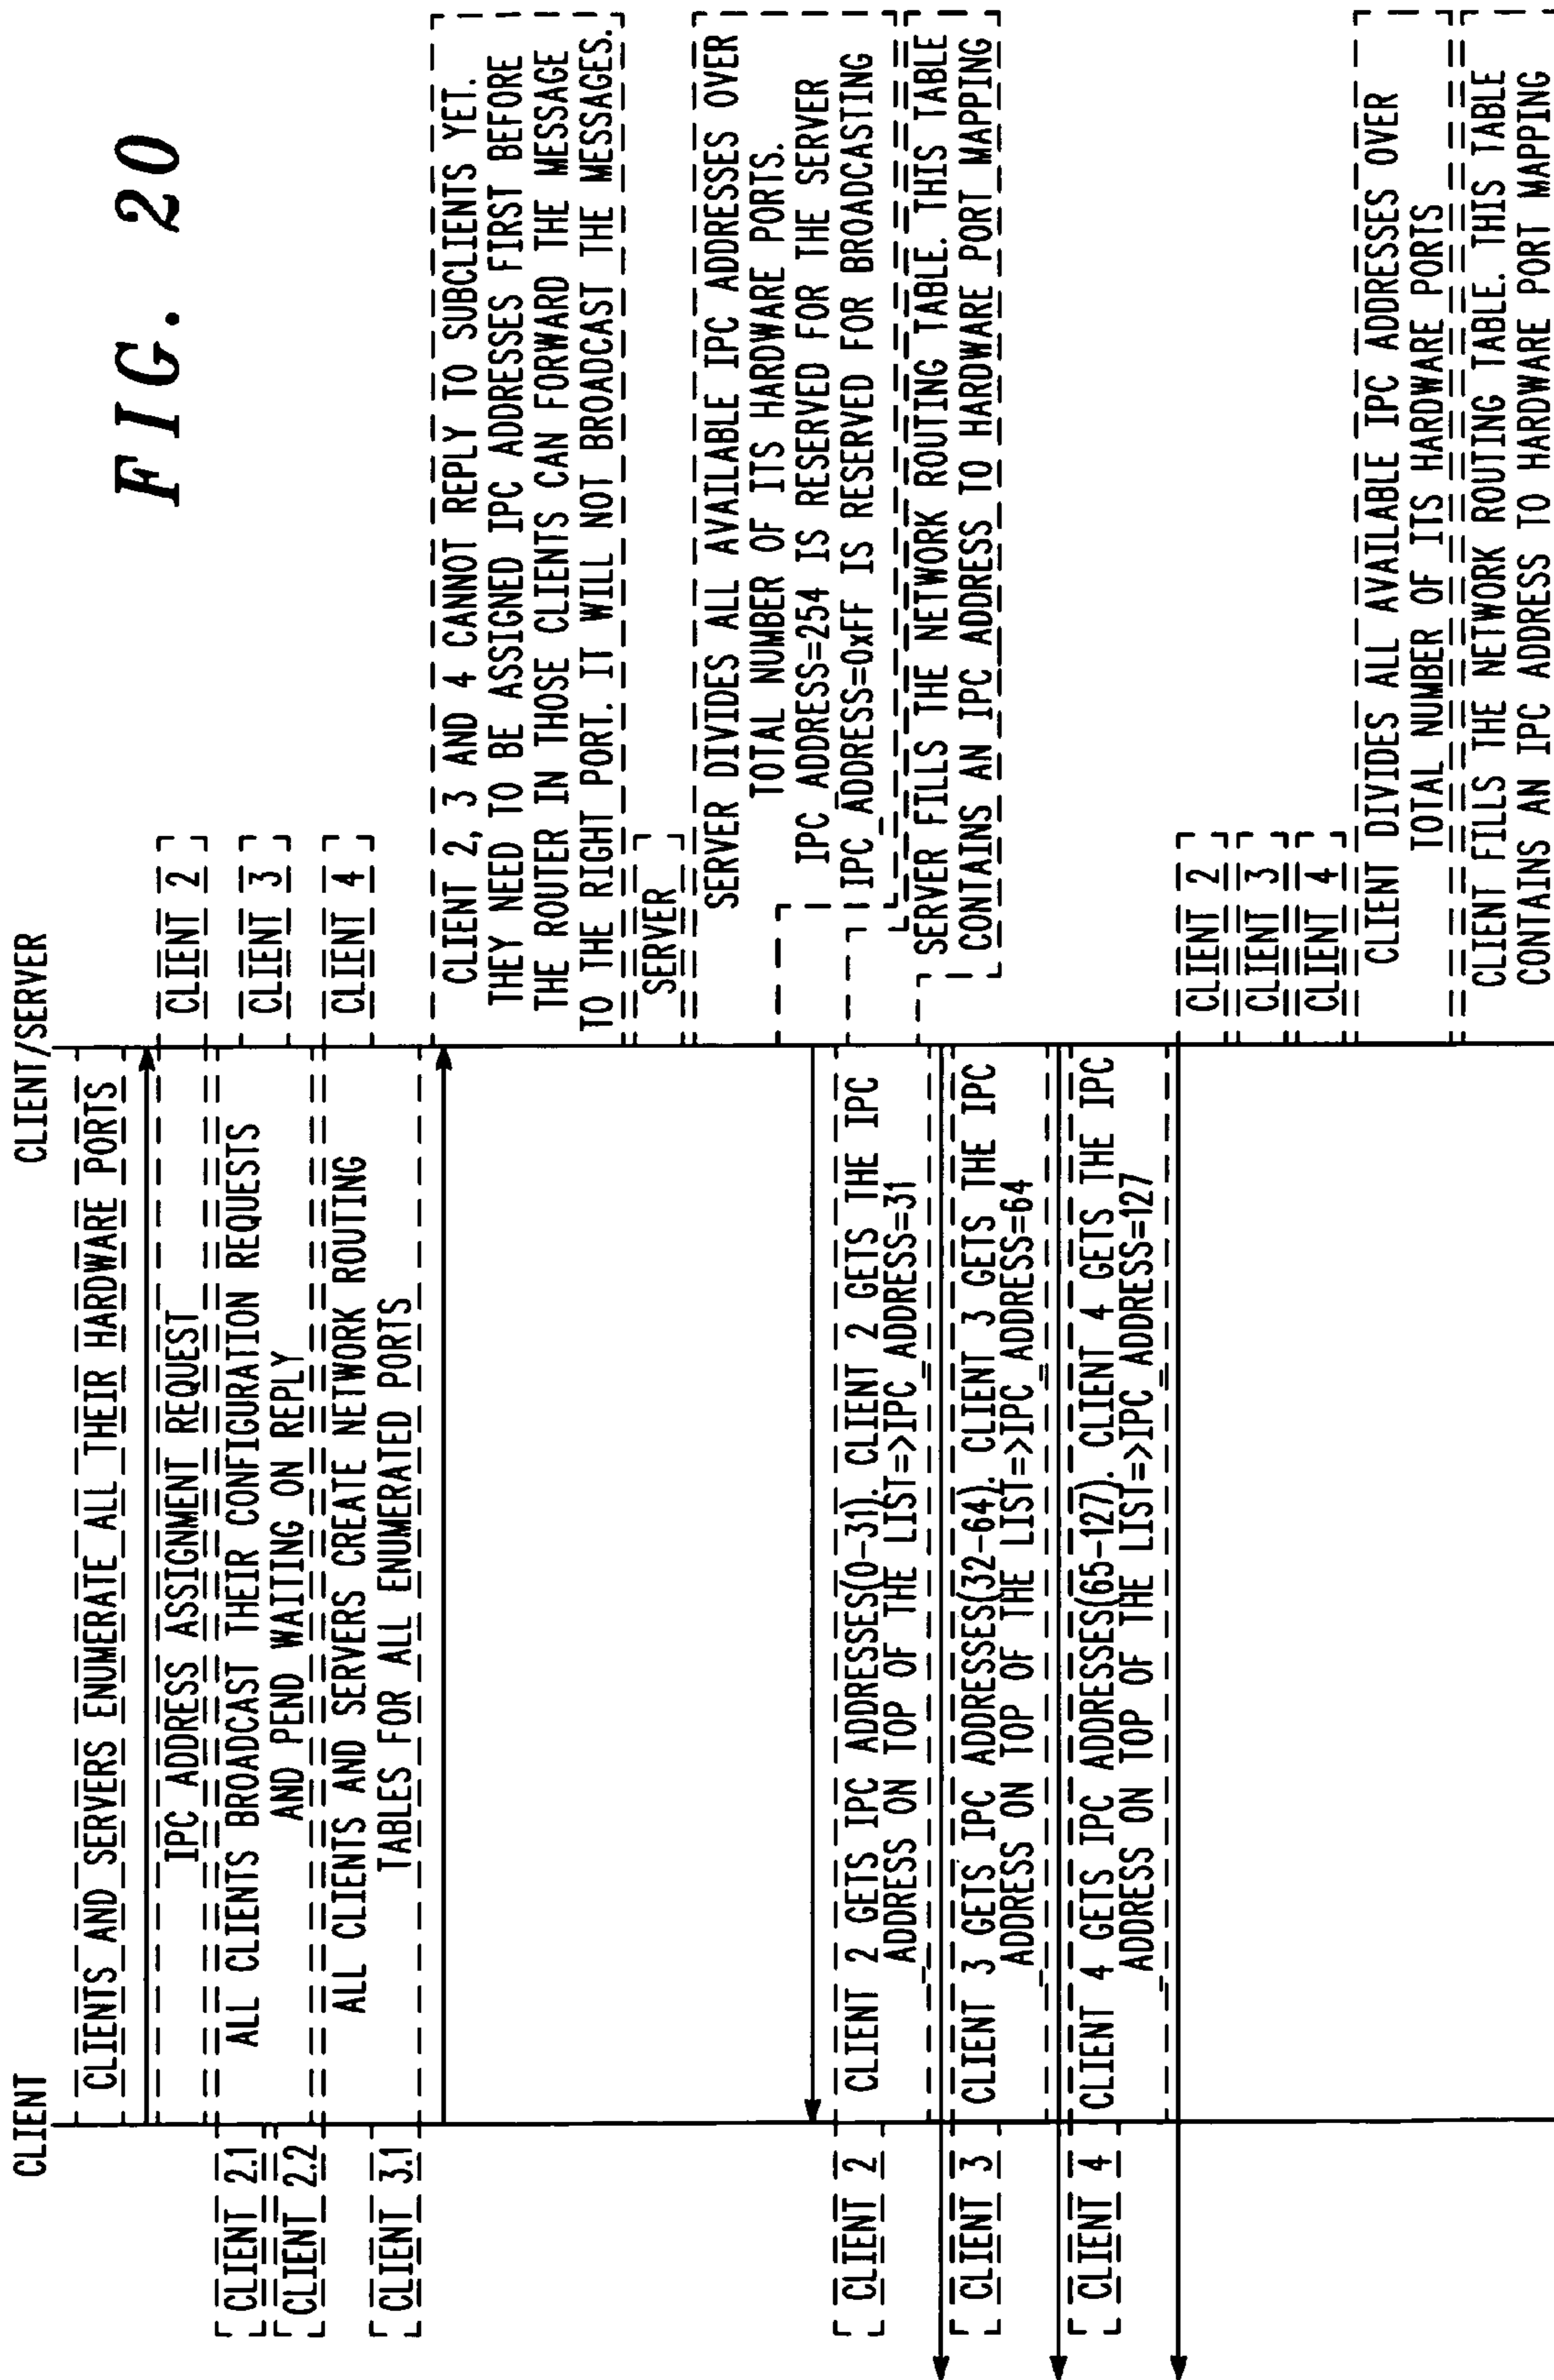 FIG. 20
CLIENT
CLIENT/SERVER
CLIENTS AND SERVERS ENUMERATE ALL THEIR HARDWARE PORTS
IPC ADDRESS ASSIGNMENT REQUEST
CLIENT 2
CLIENT 2.1
ALL CLIENTS BROADCAST THEIR CONFIGURATION REQUESTS
CLIENT 3
CLIENT 2.2
AND PEND WAITING ON REPLY
ALL CLIENTS AND SERVERS CREATE NETWORK ROUTING
CLIENT 4
CLIENT 3.1
TABLES FOR ALL ENUMERATED PORTS
CLIENT 2, 3 AND 4 CANNOT REPLY TO SUBCLIENTS YET.
THEY NEED TO BE ASSIGNED IPC ADDRESSES FIRST BEFORE
THE ROUTER IN THOSE CLIENTS CAN FORWARD THE MESSAGE
TO THE RIGHT PORT. IT WILL NOT BROADCAST THE MESSAGES.
SERVER
SERVER DIVIDES ALL AVAILABLE IPC ADDRESSES OVER
TOTAL NUMBER OF ITS HARDWARE PORTS.
IPC_ADDRESS=254 IS RESERVED FOR THE SERVER
IPC_ADDRESS=0xFF IS RESERVED FOR BROADCASTING
CLIENT 2
CLIENT 2 GETS IPC ADDRESSES(0-31). CLIENT 2 GETS THE IPC
ADDRESS ON TOP OF THE LIST=>IPC_ADDRESS=31
SERVER FILLS THE NETWORK ROUTING TABLE. THIS TABLE
CONTAINS AN IPC ADDRESS TO HARDWARE PORT MAPPING
CLIENT 3
CLIENT 3 GETS IPC ADDRESSES(32-64). CLIENT 3 GETS THE IPC
ADDRESS ON TOP OF THE LIST=>IPC_ADDRESS=64
CLIENT 4
CLIENT 4 GETS IPC ADDRESSES(65-127). CLIENT 4 GETS THE IPC
ADDRESS ON TOP OF THE LIST=>IPC_ADDRESS=127
CLIENT 2
CLIENT 3
CLIENT 4
CLIENT DIVIDES ALL AVAILABLE IPC ADDRESSES OVER
TOTAL NUMBER OF ITS HARDWARE PORTS
CLIENT FILLS THE NETWORK ROUTING TABLE. THIS TABLE
CONTAINS AN IPC ADDRESS TO HARDWARE PORT MAPPING